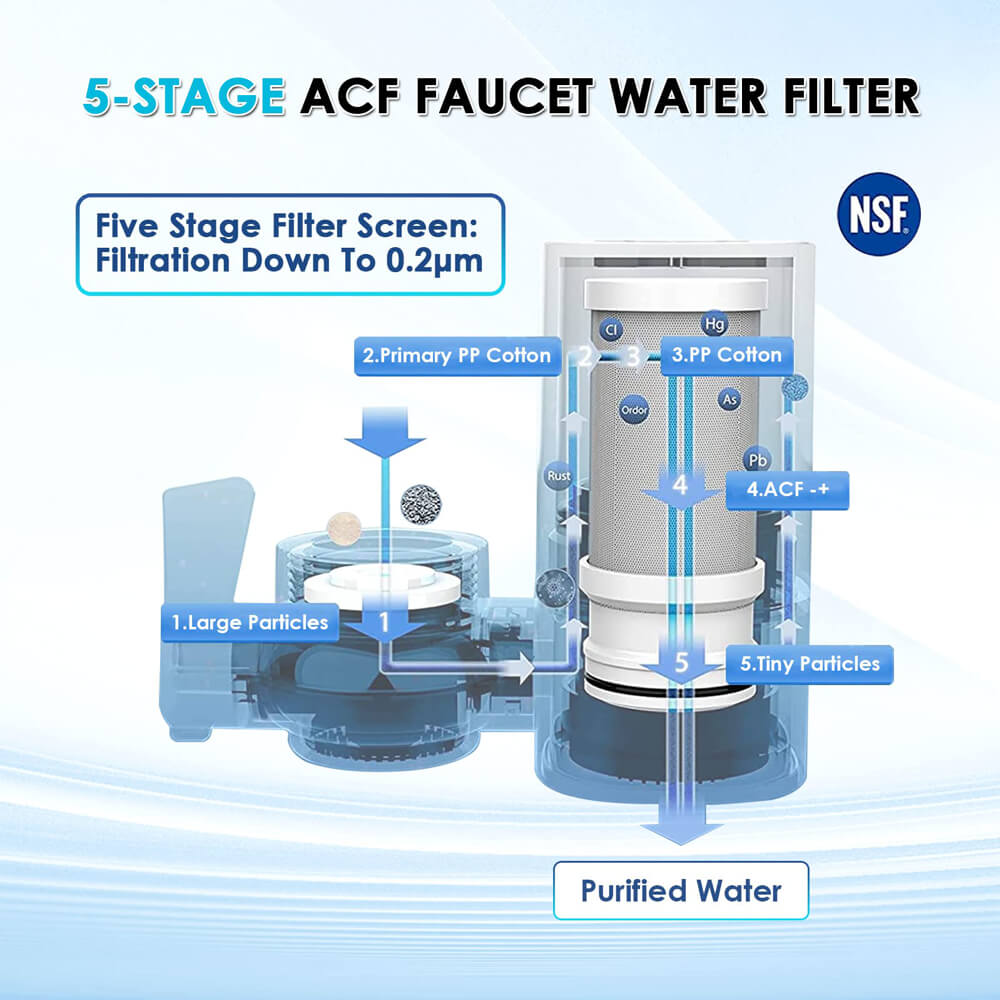 5-STAGE ACF FAUCET WATER FILTER
NSF®
Five Stage Filter Screen:
Filtration Down To 0.2μm
Cl
Hg
2.Primary PP Cotton
2
3
3.PP Cotton
Ordor
As
Rust
Pb
4
4.ACF -+
1.Large Particles
1
5
5.Tiny Particles
Purified Water